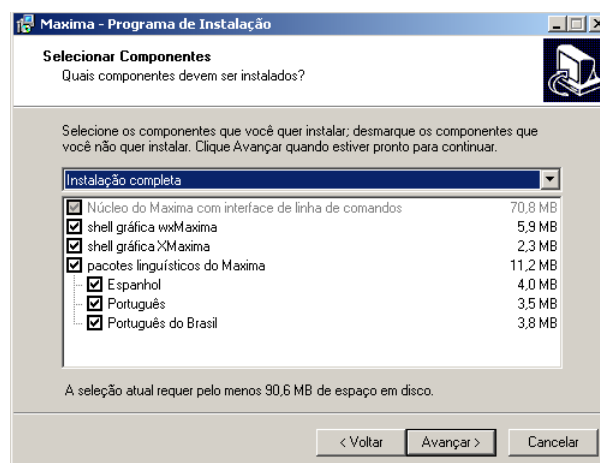 Maxima - Programa de Instalação
Selecionar Componentes
Quais componentes devem ser instalados?
Selecione os componentes que você quer instalar; desmarque os componentes que
você não quer instalar. Clique Avançar quando estiver pronto para continuar.
Instalação completa
Núcleo do Maxima com interface de linha de comandos 70,8 MB
shell gráfica wxMaxima 5,9 MB
shell gráfica XMaxima 2,3 MB
pacotes linguísticos do Maxima 11,2 MB
Espanhol 4,0 MB
Português 3,5 MB
Português do Brasil 3,8 MB
A seleção atual requer pelo menos 90,6 MB de espaço em disco.
< Voltar Avançar > Cancelar